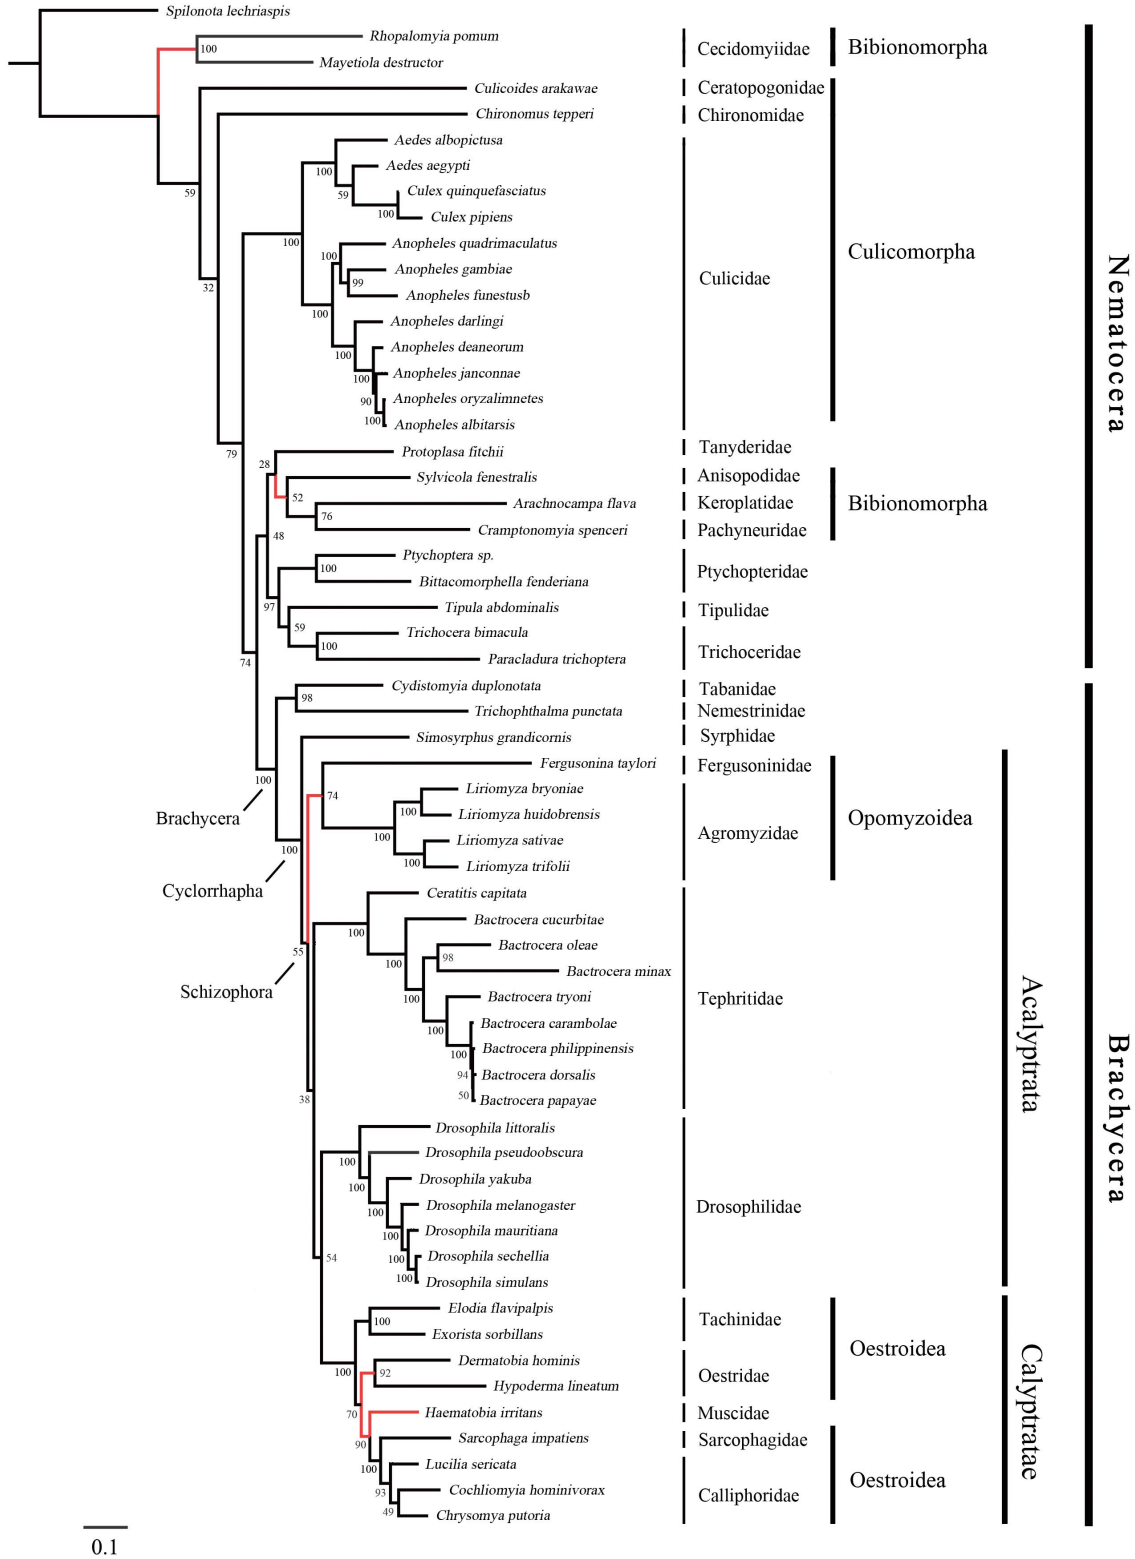 Spilonota lechriaspis
Rhopalomyia pomum
100
Mayetiola destructor
Cecidomyiidae
Bibionomorpha
Culicoides arakawae
Ceratopogonidae
Chironomus tepperi
Chironomidae
Aedes albopictusa
100
Aedes aegypti
59
59
Culex quinquefasciatus
100
Culex pipiens
100
Anopheles quadrimaculatus
100
Anopheles gambiae
99
Culicidae
Culicomorpha
32
Anopheles funestusb
100
Anopheles darlingi
100
Anopheles deaneorum
100
Anopheles janconnae
90
Anopheles oryzalimnetes
100
Anopheles albitarsis
Nematocera
79
Protoplasa fitchii
Tanyderidae
28
Sylvicola fenestralis
Anisopodidae
52
Arachnocampa flava
Keroplatidae
Bibionomorpha
76
Cramptonomyia spenceri
Pachyneuridae
48
Ptychoptera sp.
100
Ptychopteridae
Bittacomorphella fenderiana
97
Tipula abdominalis
Tipulidae
59
Trichocera bimacula
100
Trichoceridae
74
Paracladura trichoptera
Cydistomyia duplonotata
Tabanidae
98
Trichophthalma punctata
Nemestrinidae
Simosyrphus grandicornis
Syrphidae
100
Fergusonina taylori
Fergusoninidae
74
Liriomyza bryoniae
100
Brachycera
Liriomyza huidobrensis
Opomyzoidea
100
Agromyzidae
100
Liriomyza sativae
100
Liriomyza trifolii
Cyclorrhapha
Ceratitis capitata
100
Bactrocera cucurbitae
55
100
Bactrocera oleae
98
Bactrocera minax
Schizophora
100
Bactrocera tryoni
Tephritidae
100
Bactrocera carambolae
100
Bactrocera philippinensis
94
Bactrocera dorsalis
50
Bactrocera papayae
38
Acalyptrata
Brachycera
Drosophila littoralis
100
Drosophila pseudoobscura
100
Drosophila yakuba
100
Drosophila melanogaster
Drosophilidae
100
Drosophila mauritiana
100
Drosophila sechellia
54
100
Drosophila simulans
Elodia flavipalpis
100
Tachinidae
Exorista sorbillans
Oestroidea
100
Dermatobia hominis
92
Oestridae
Hypoderma lineatum
70
Haematobia irritans
Muscidae
90
Sarcophaga impatiens
Sarcophagidae
100
Lucilia sericata
93
Cochliomyia hominivorax
Calliphoridae
Oestroidea
49
Chrysomya putoria
Calyptratae
0.1